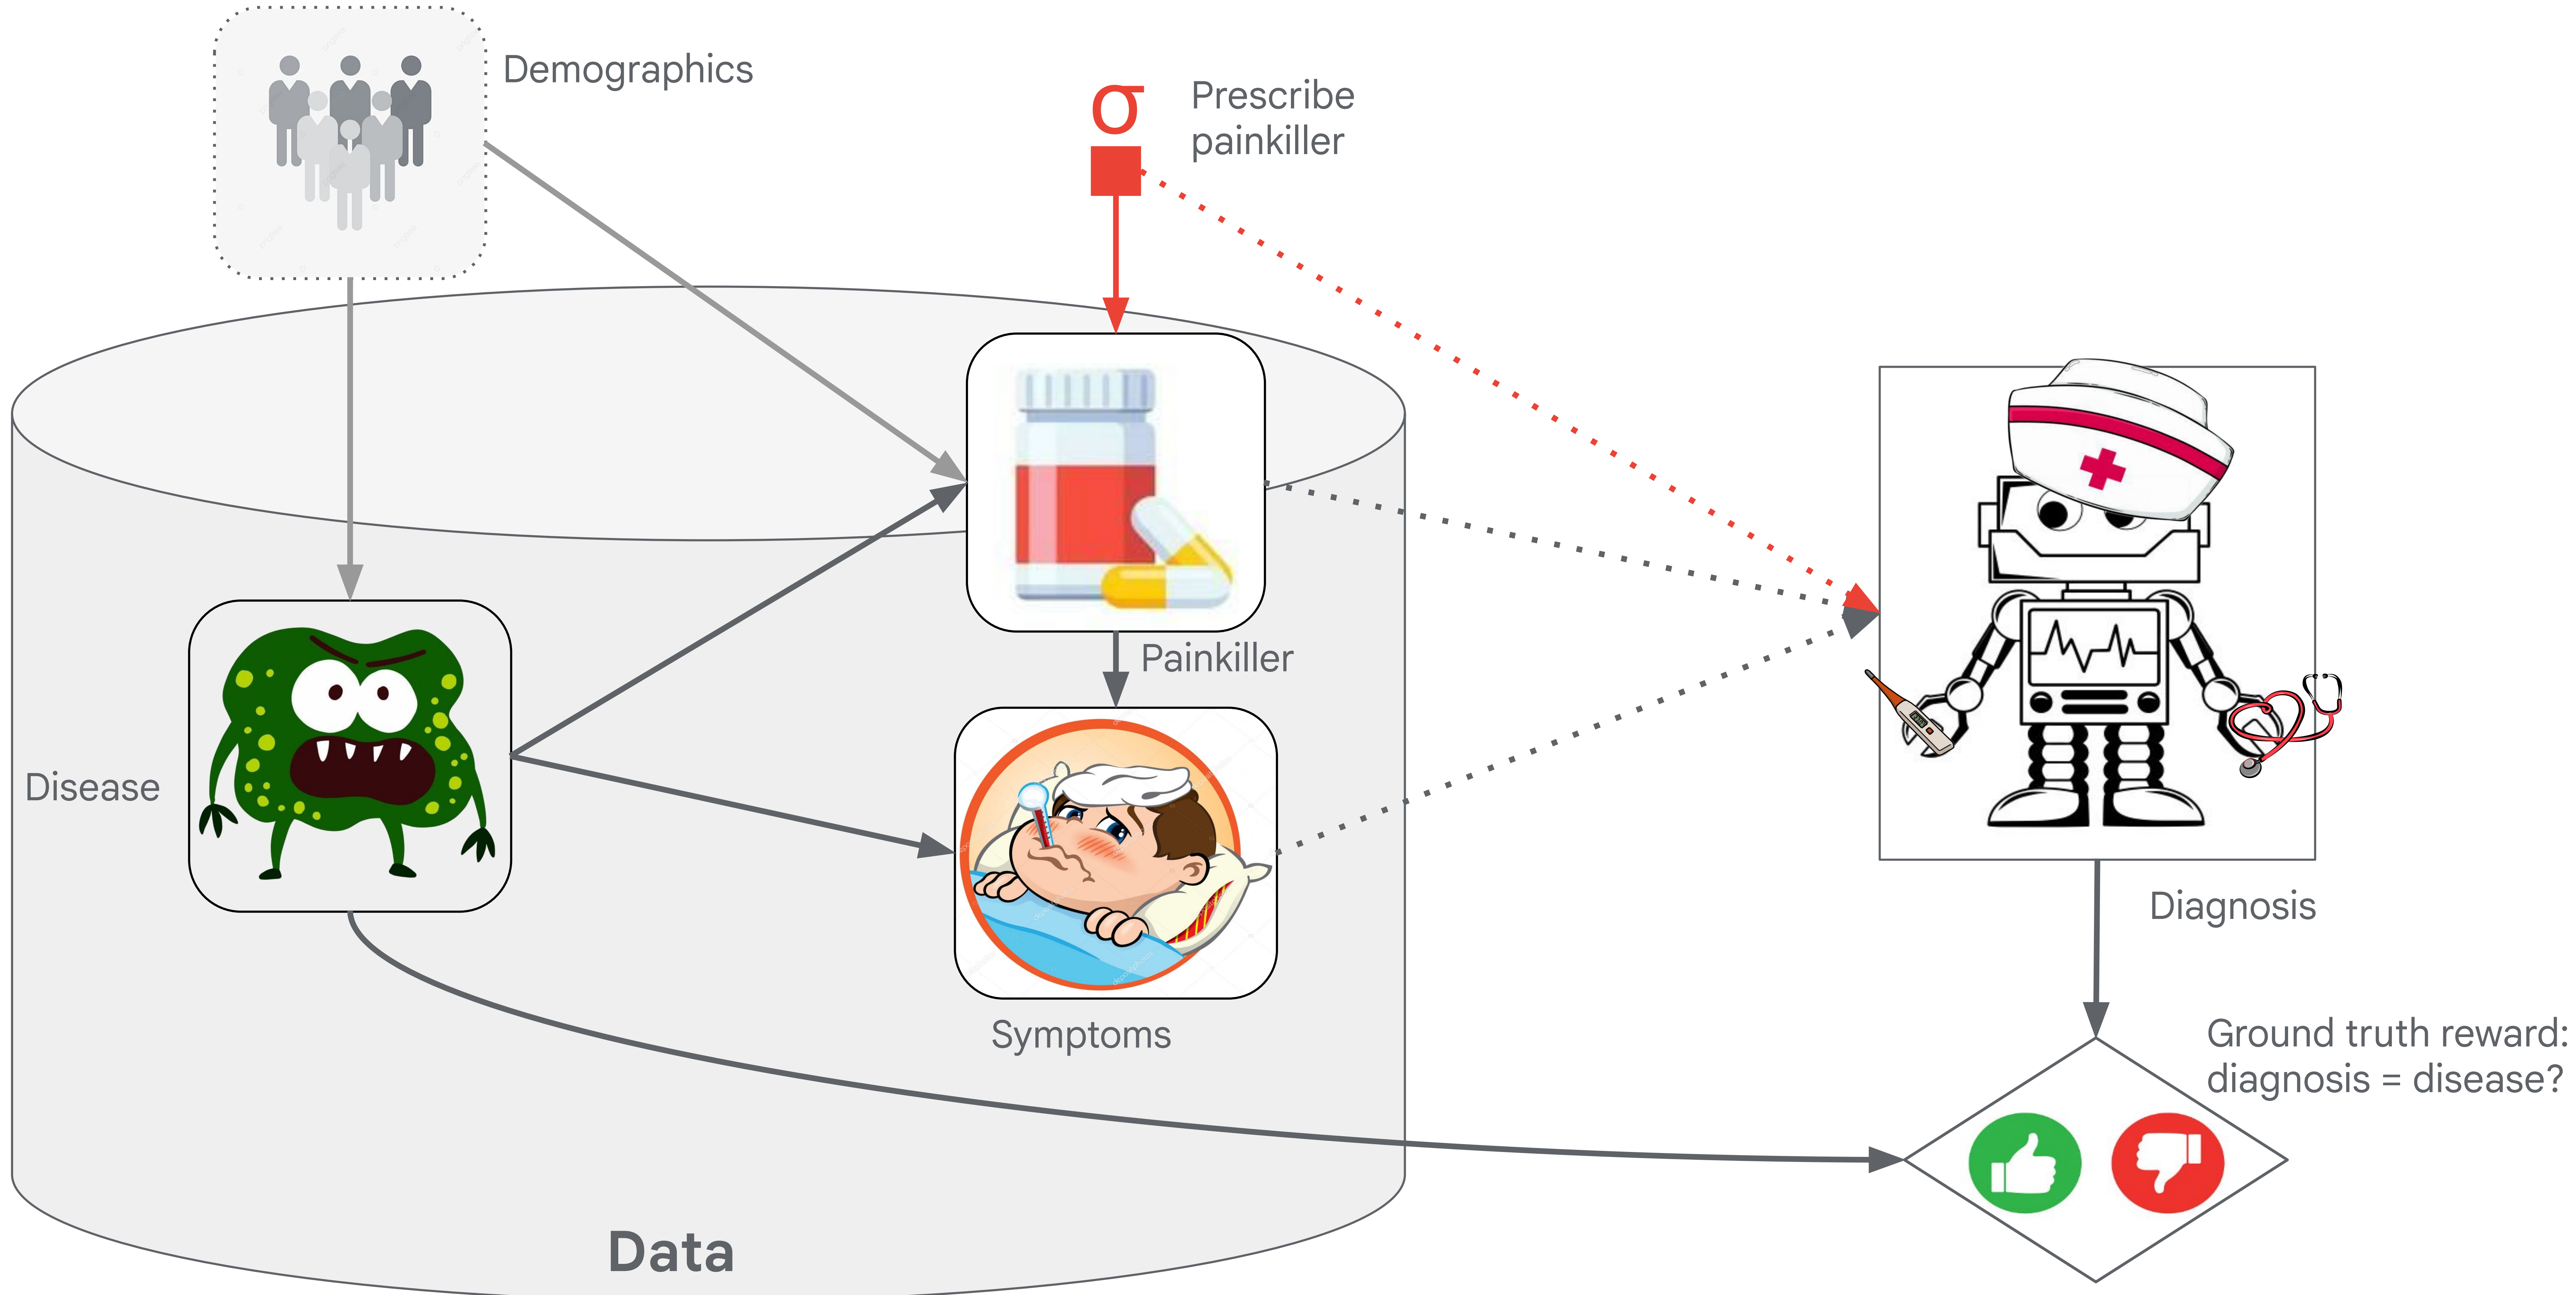 Demographics
σ
Prescribe
painkiller
Painkiller
Disease
Symptoms
Diagnosis
Ground truth reward:
diagnosis = disease?
Data